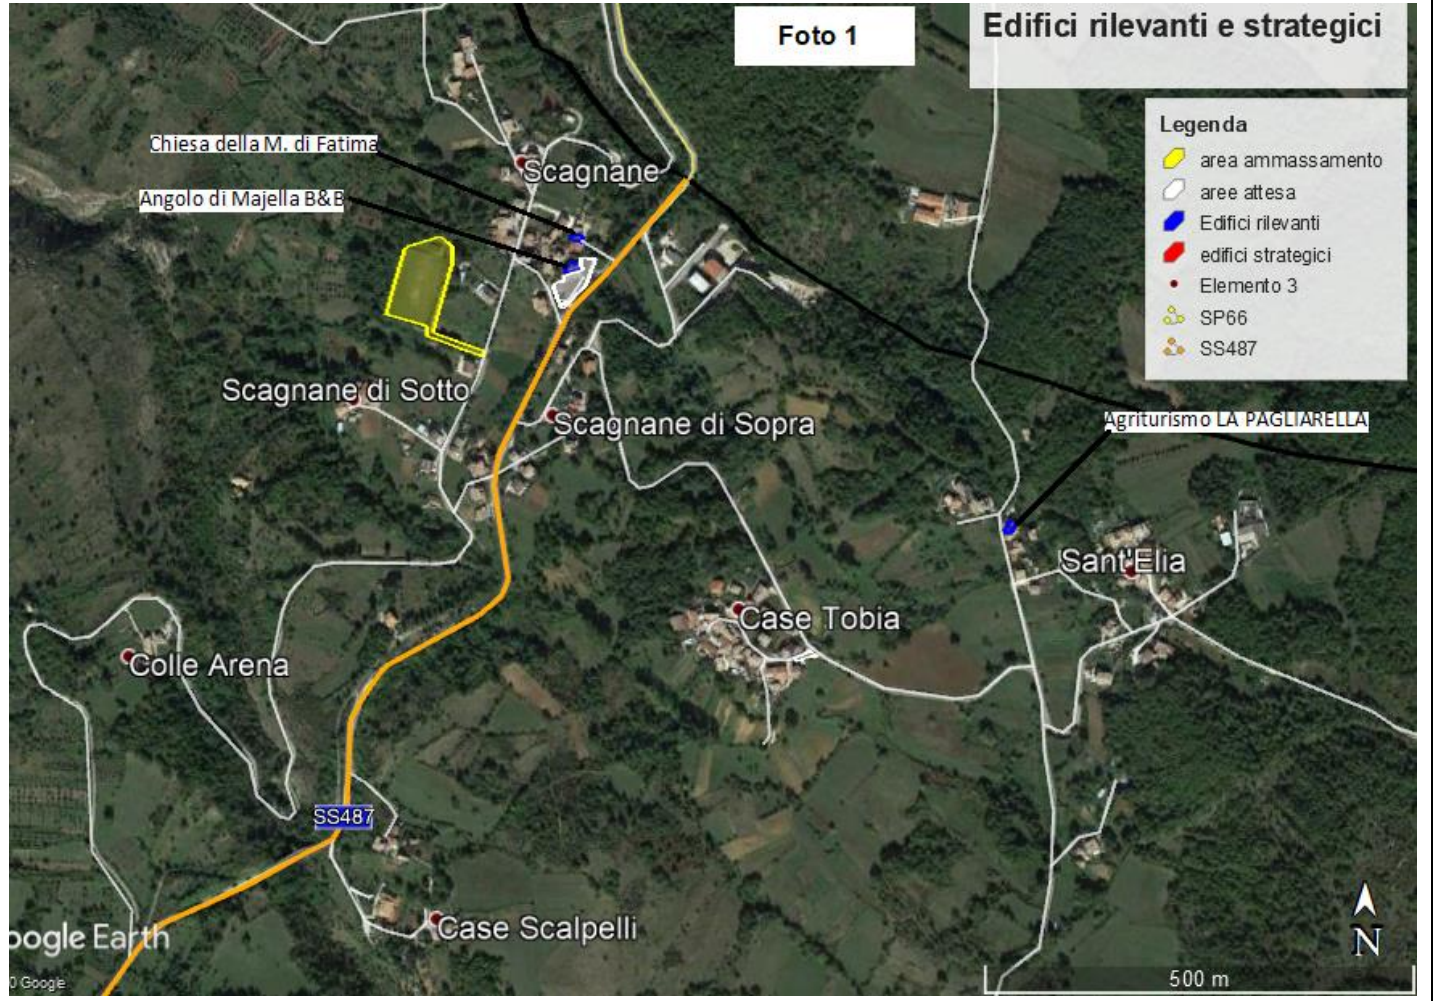 Foto 1
Edifici rilevanti e strategici
Legenda
area ammassamento
aree attesa
Edifici rilevanti
edifici strategici
Elemento 3
SP66
SS487
Chiesa della M. di Fatima
Scagnane
Angolo di Majella B&B
Scagnane di Sotto
Scagnane di Sopra
Agriturismo LA PAGLIARELLA
Sant'Elia
Case Tobia
Colle Arena
SS487
Case Scalpelli
oogle Earth
0 Google
N
500 m